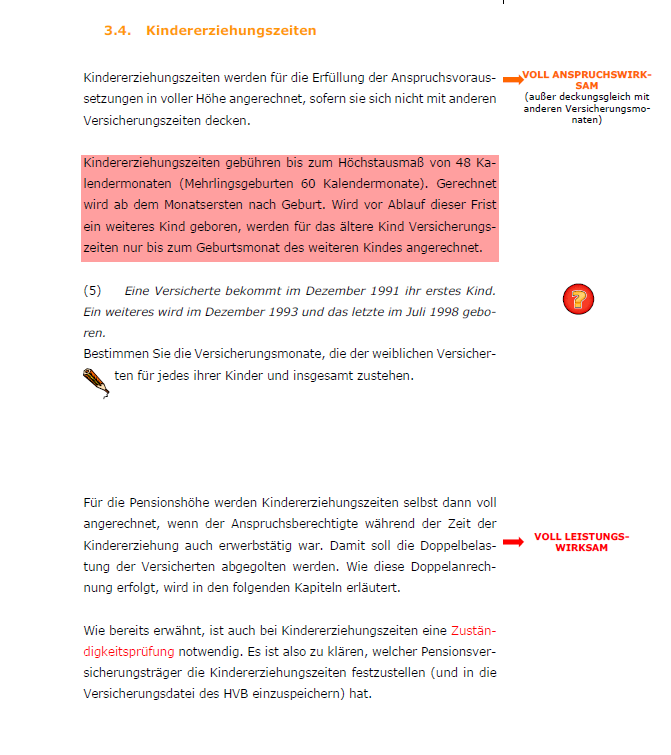 3.4. Kindererziehungszeiten
Kindererziehungszeiten werden für die Erfüllung der Anspruchsvoraus-
setzungen in voller Höhe angerechnet, sofern sie sich nicht mit anderen
Versicherungszeiten decken.
VOLL ANSPRUCHSWIRK-
SAM
(außer deckungsgleich mit
anderen Versicherungsmo-
naten)
Kindererziehungszeiten gebühren bis zum Höchstausmaß von 48 Ka-
lendermonaten (Mehrlingsgeburten 60 Kalendermonate). Gerechnet
wird ab dem Monatsersten nach Geburt. Wird vor Ablauf dieser Frist
ein weiteres Kind geboren, werden für das ältere Kind Versicherungs-
zeiten nur bis zum Geburtsmonat des weiteren Kindes angerechnet.
(5) Eine Versicherte bekommt im Dezember 1991 ihr erstes Kind.
Ein weiteres wird im Dezember 1993 und das letzte im Juli 1998 gebo-
ren.
?
Bestimmen Sie die Versicherungsmonate, die der weiblichen Versicher-
ten für jedes ihrer Kinder und insgesamt zustehen.
Für die Pensionshöhe werden Kindererziehungszeiten selbst dann voll
angerechnet, wenn der Anspruchsberechtigte während der Zeit der
Kindererziehung auch erwerbstätig war. Damit soll die Doppelbelas-
tung der Versicherten abgegolten werden. Wie diese Doppelanrech-
nung erfolgt, wird in den folgenden Kapiteln erläutert.
VOLL LEISTUNGS-
WIRKSAM
Wie bereits erwähnt, ist auch bei Kindererziehungszeiten eine Zustän-
digkeitsprüfung notwendig. Es ist also zu klären, welcher Pensionsver-
sicherungsträger die Kindererziehungszeiten festzustellen (und in die
Versicherungsdatei des HVB einzuspeichern) hat.